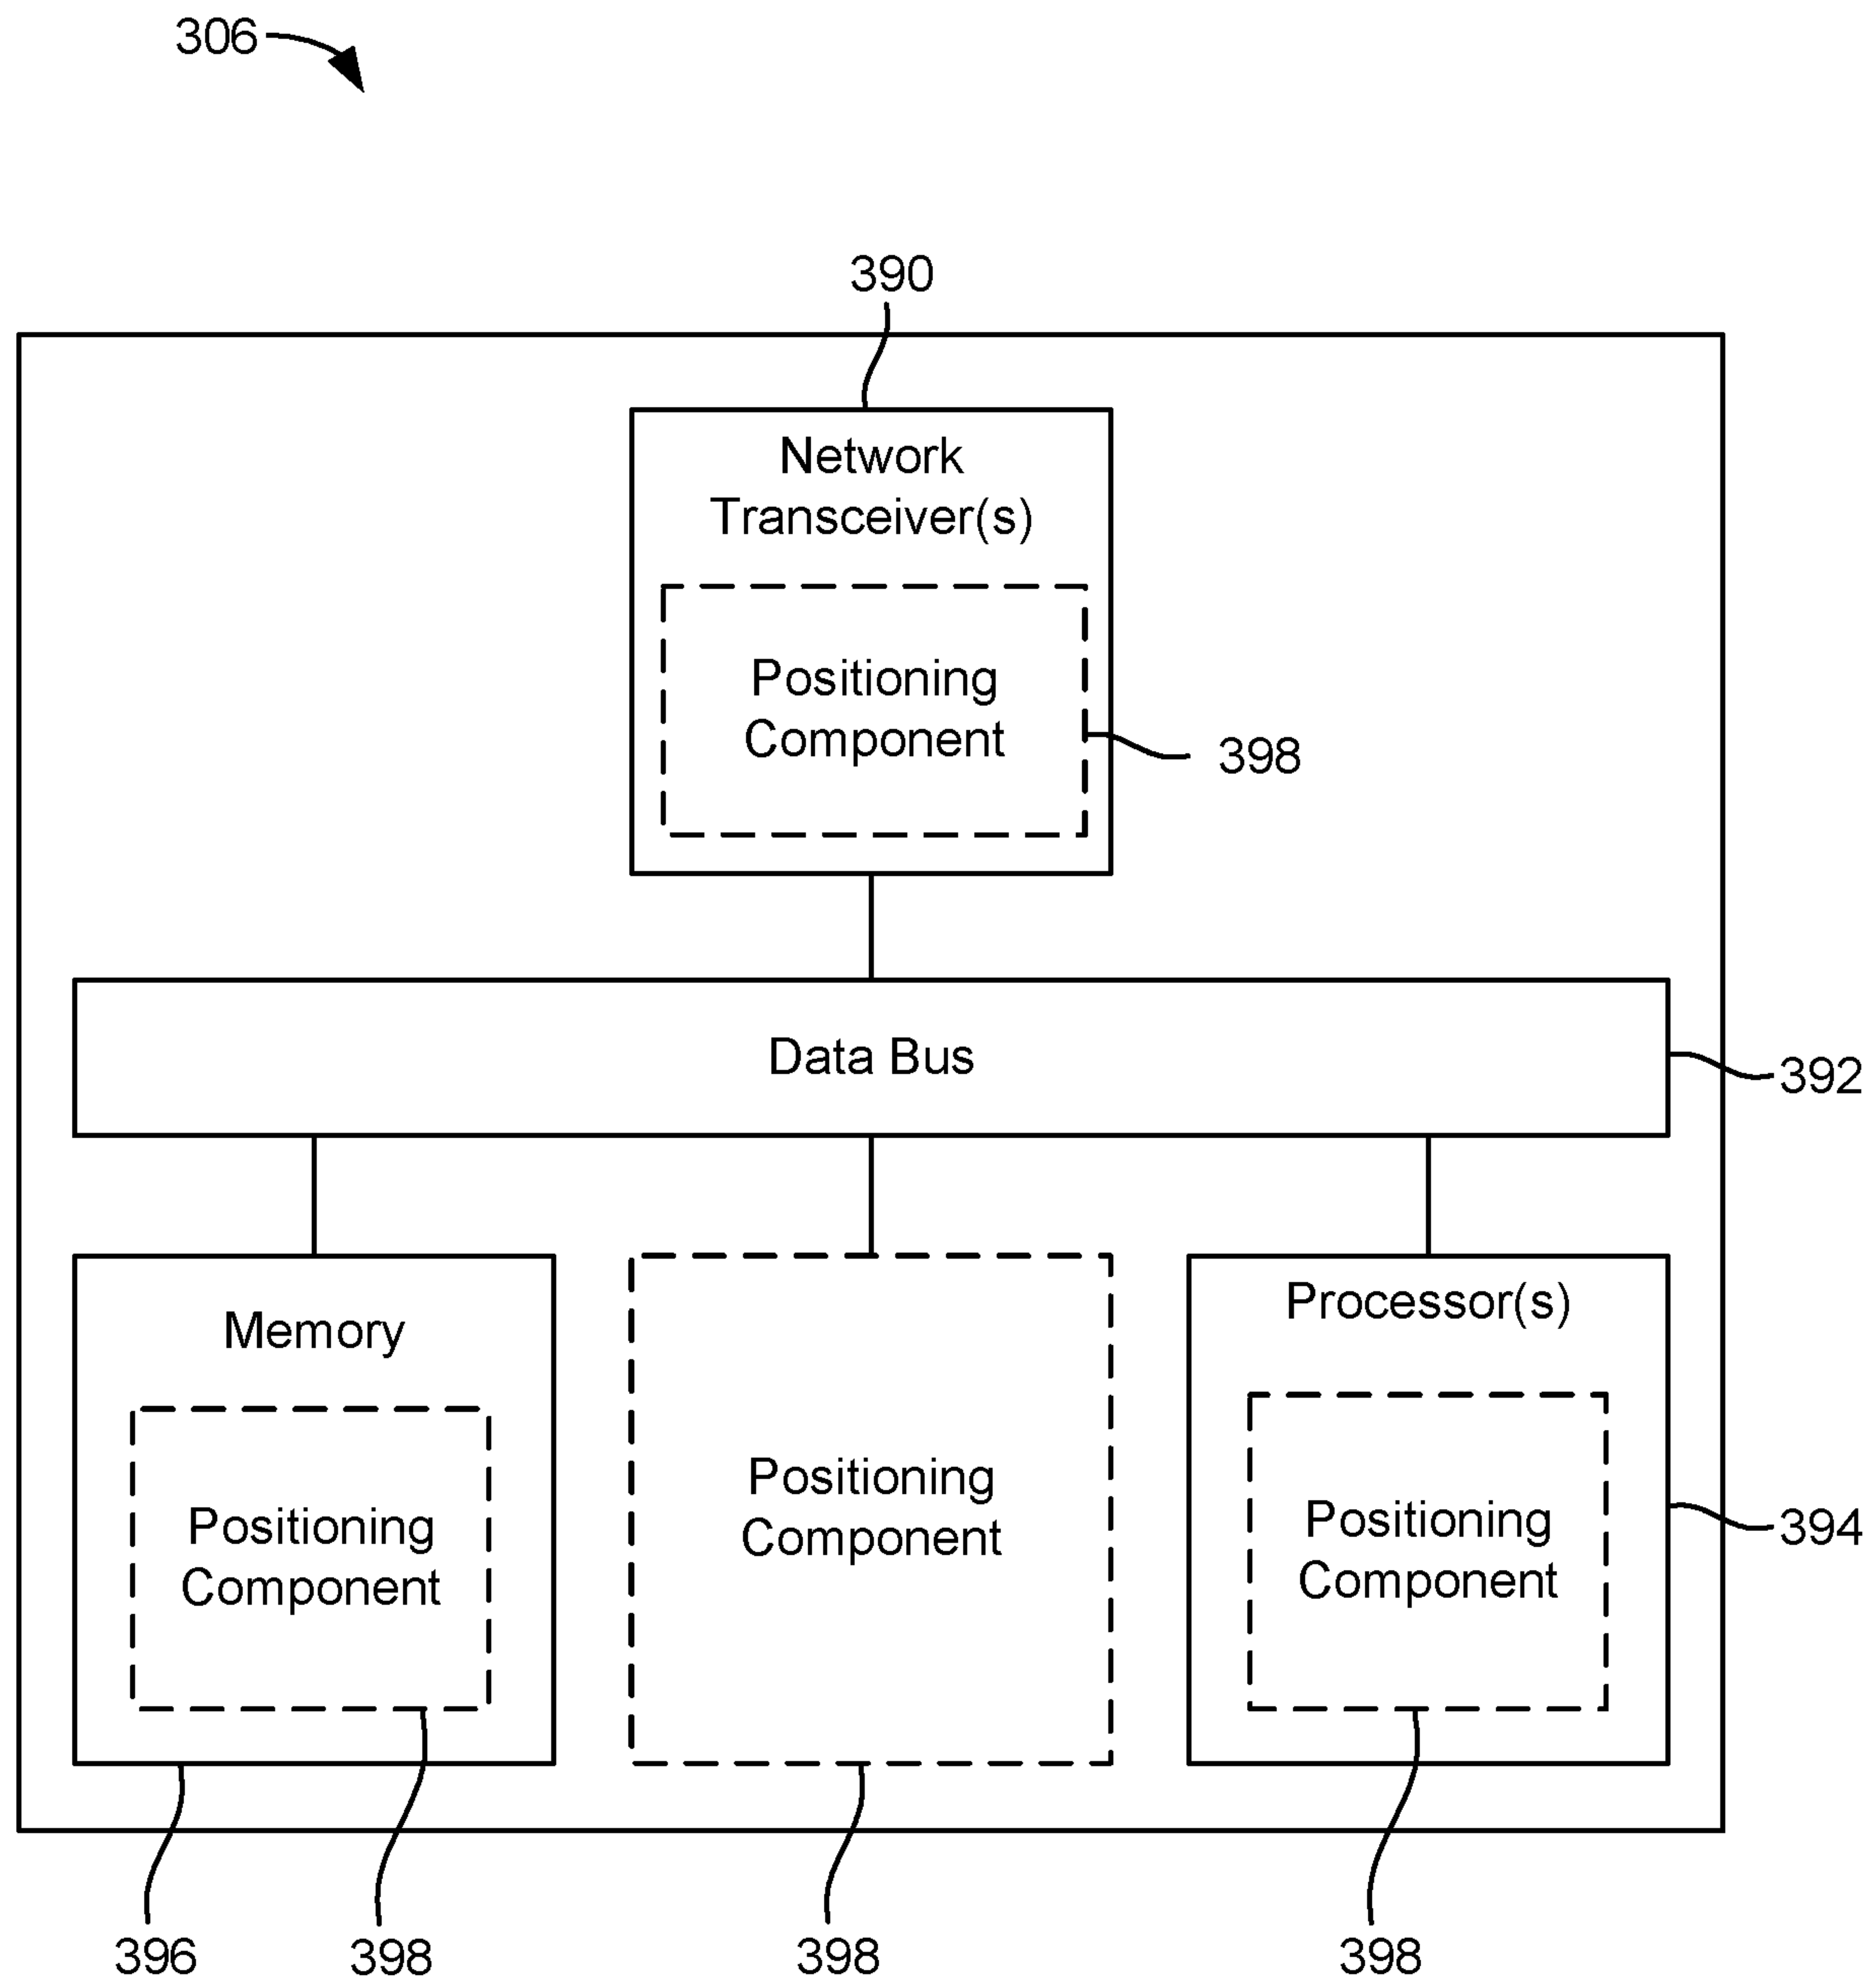 306
390
Network
Transceiver(s)
Positioning
Component
398
Data Bus
392
Memory
Positioning
Component
Positioning
Component
Processor(s)
Positioning
Component
394
396
398
398
398